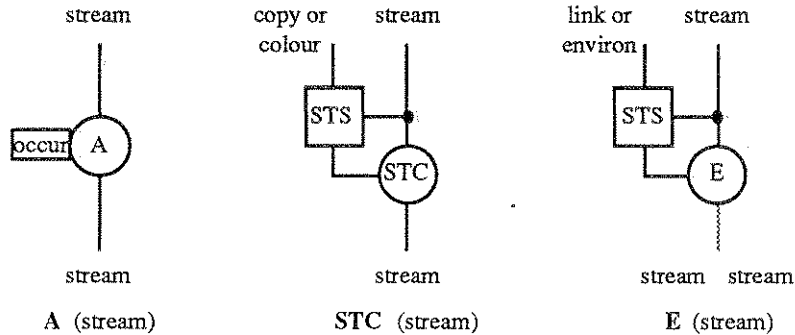 stream
copy or
colour
stream
link or
environ
stream
occur
A
STS
STC
STS
E
stream
stream
stream stream
A (stream)
STC (stream)
E (stream)